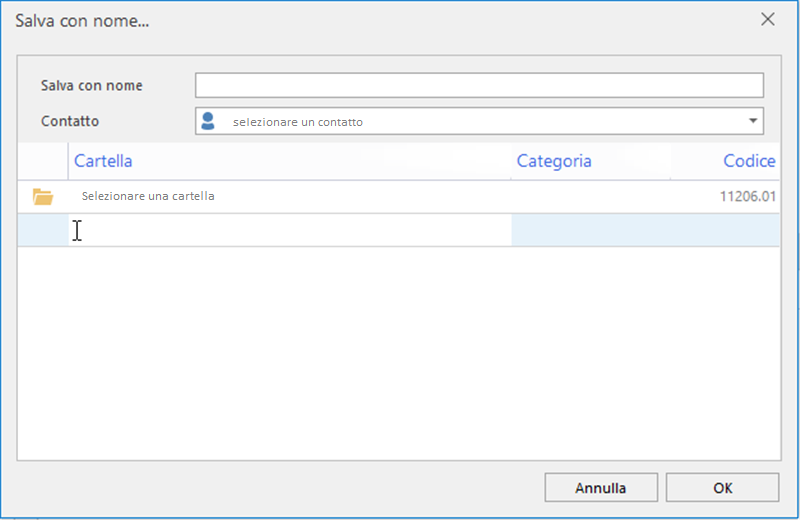 Salva con nome...
Salva con nome
Contatto selezionare un contatto
Cartella Categoria Codice
Selezionare una cartella 11206.01
Annulla OK